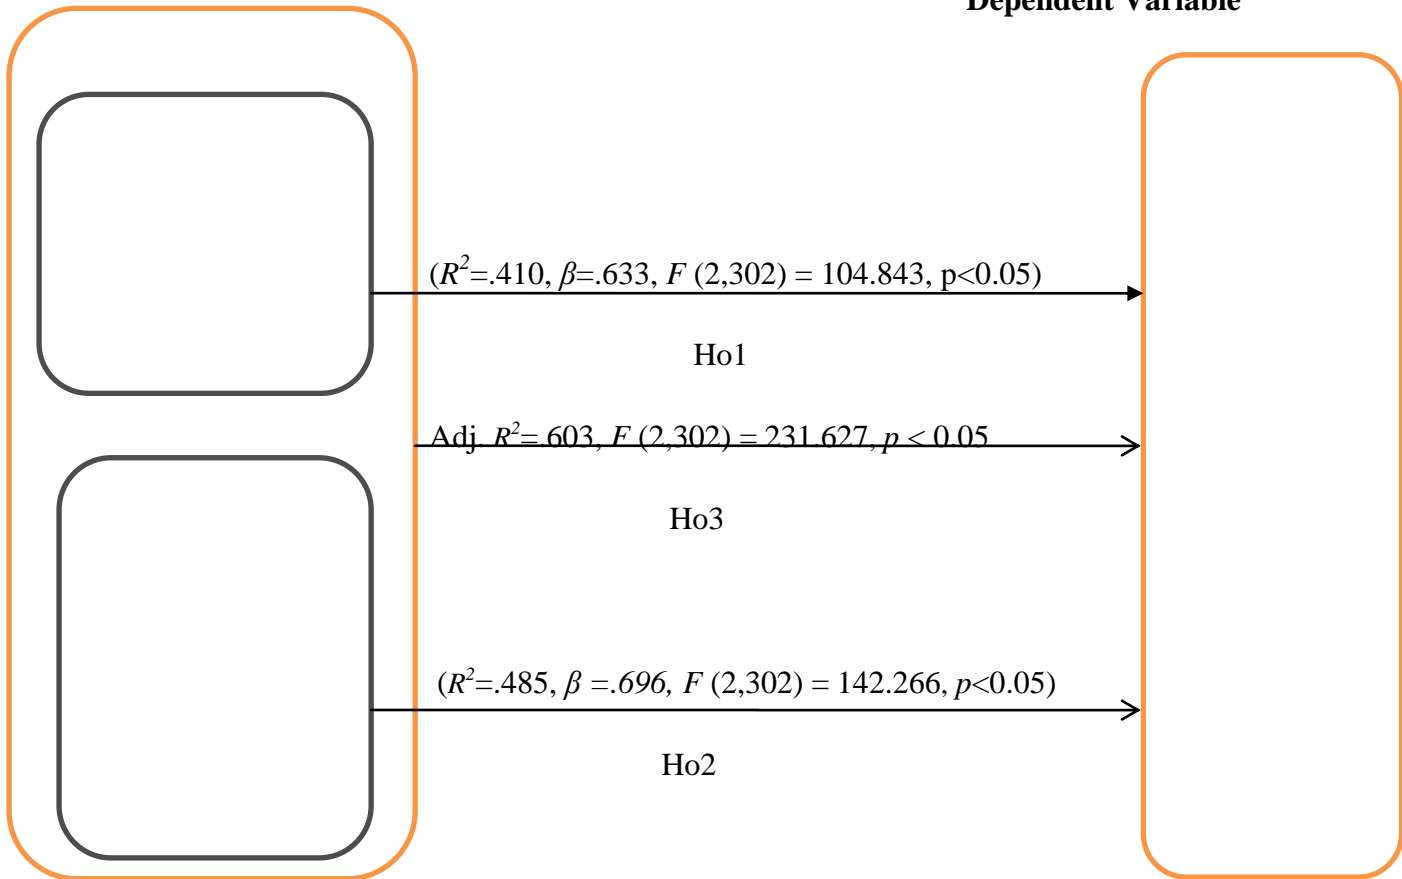 Dependent Variable
(R²=.410, β=.633, F (2,302) = 104.843, p<0.05)
Ho1
Adj. R²=.603, F (2,302) = 231.627, p < 0.05
Ho3
(R²=.485, β =.696, F (2,302) = 142.266, p<0.05)
Ho2